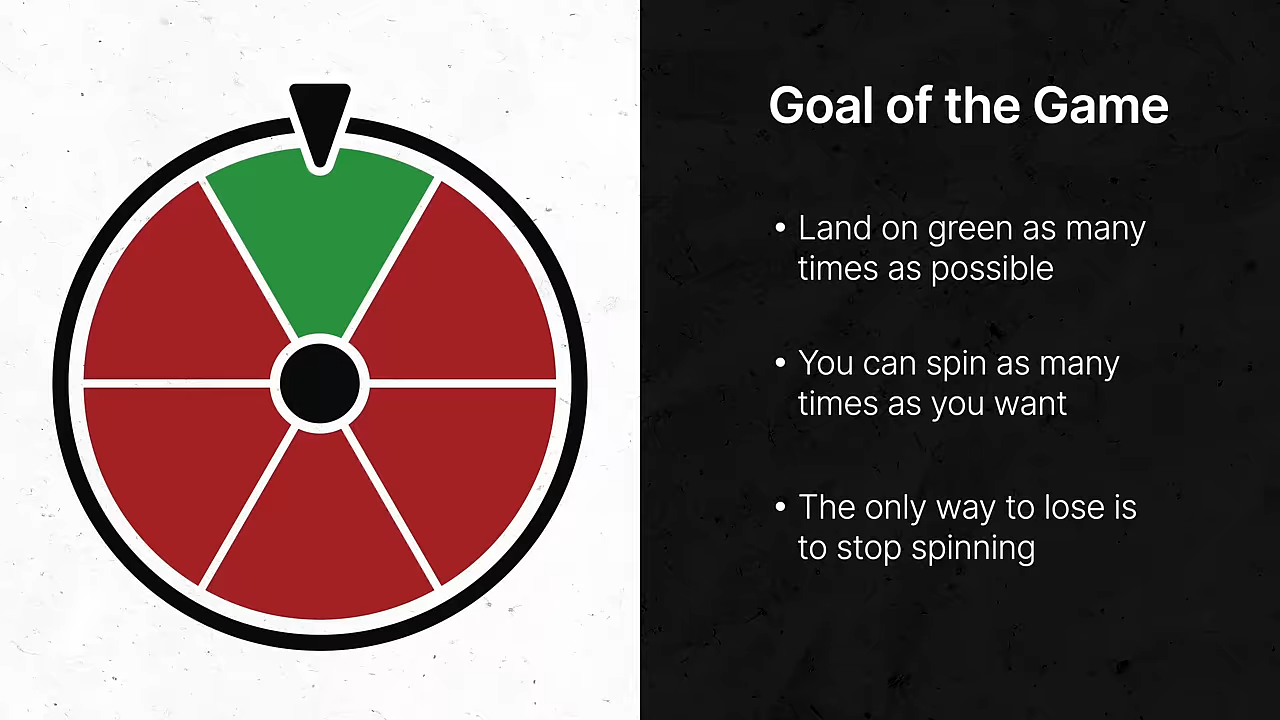 Goal of the Game
• Land on green as many
times as possible
• You can spin as many
times as you want
• The only way to lose is
to stop spinning